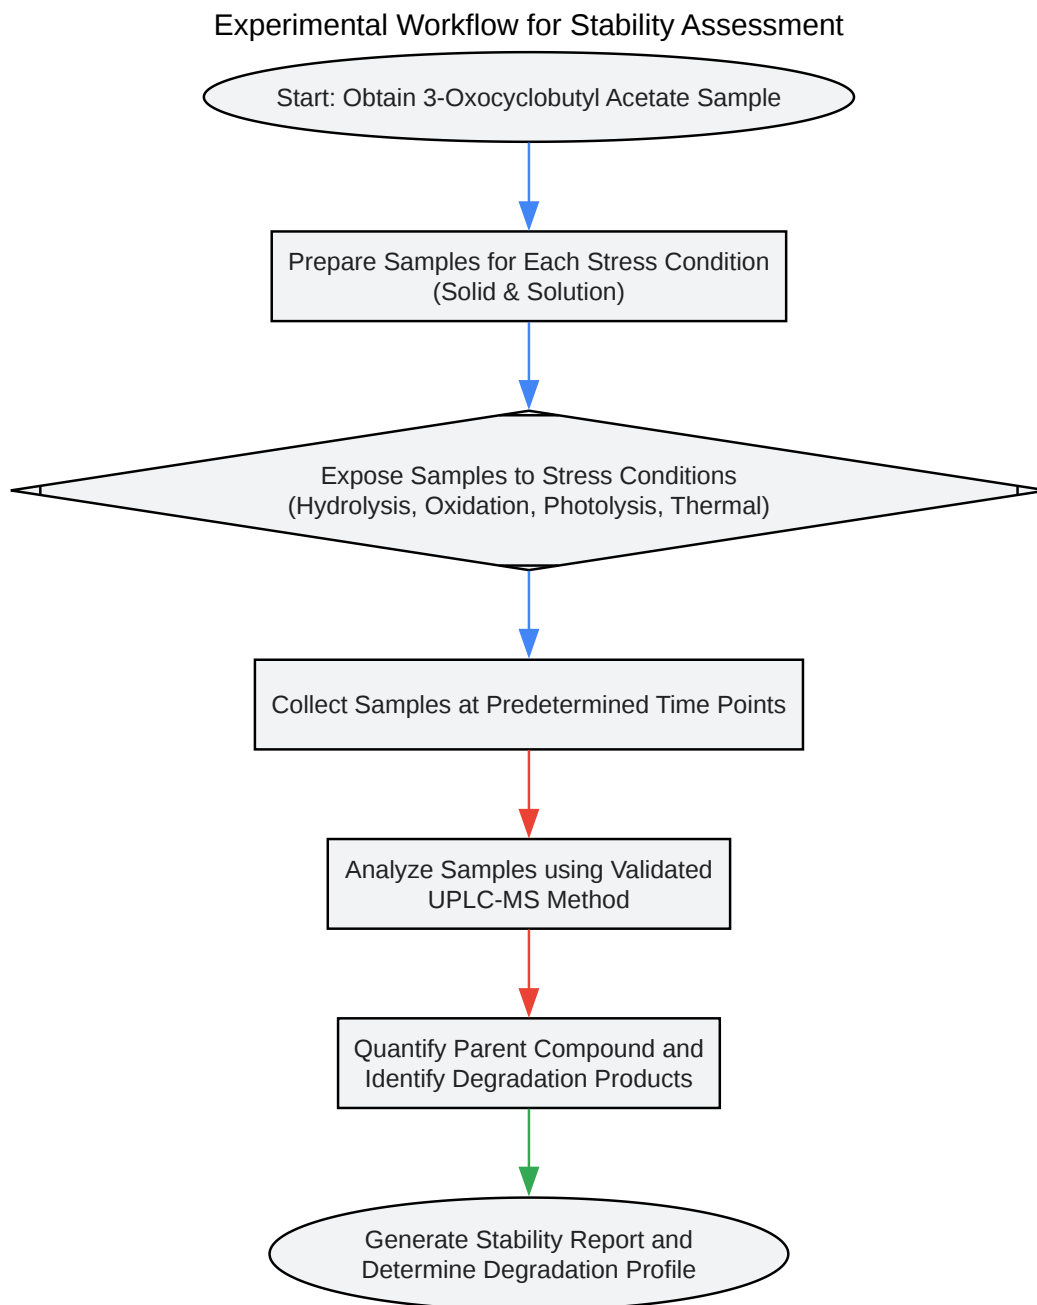 Experimental Workflow for Stability Assessment
Start: Obtain 3-Oxocyclobutyl Acetate Sample
Prepare Samples for Each Stress Condition
(Solid & Solution)
Expose Samples to Stress Conditions
(Hydrolysis, Oxidation, Photolysis, Thermal)
Collect Samples at Predetermined Time Points
Analyze Samples using Validated
UPLC-MS Method
Quantify Parent Compound and
Identify Degradation Products
Generate Stability Report and
Determine Degradation Profile